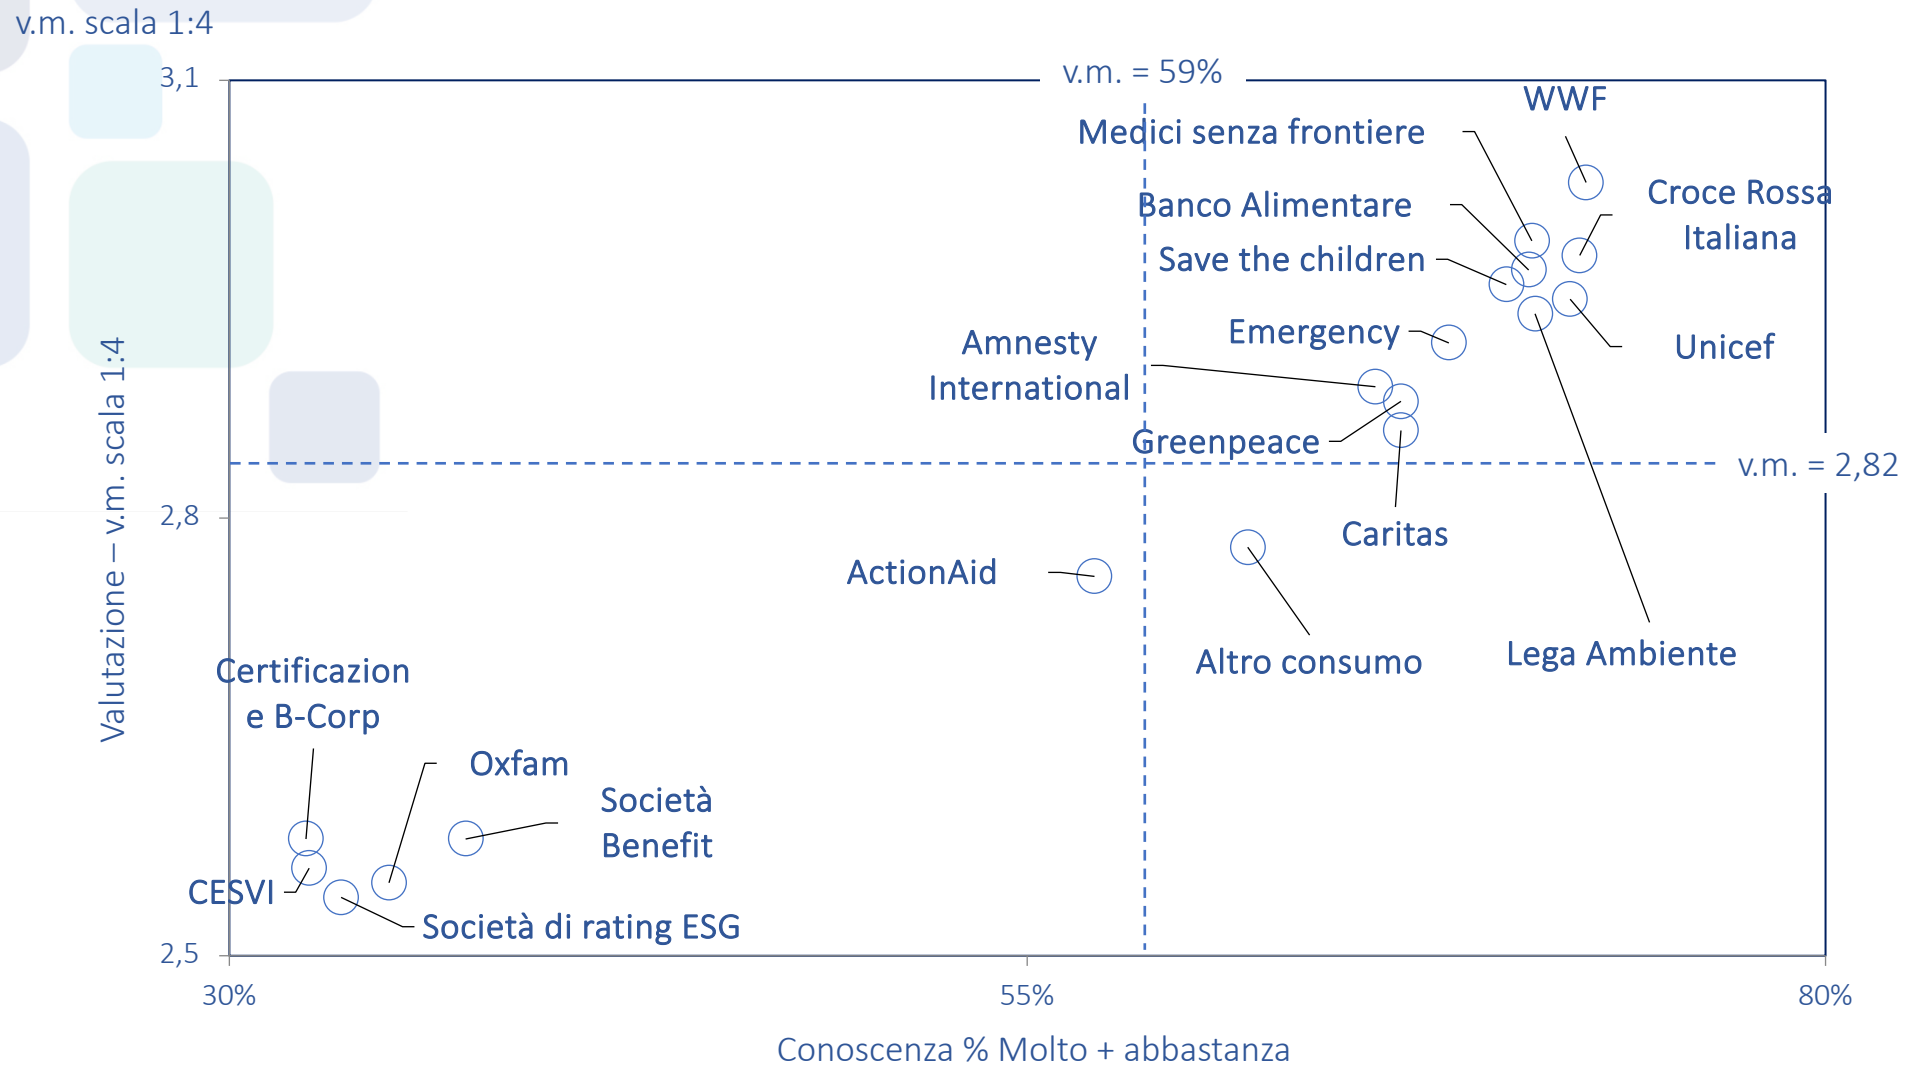 v.m. scala 1:4
3,1
v.m. = 59%
WWF
Medici senza frontiere
Croce Rossa
Italiana
Banco Alimentare
Save the children
Emergency
Unicef
Amnesty
International
Greenpeace
v.m. = 2,82
2,8
Caritas
ActionAid
Valutazione – v.m. scala 1:4
Altro consumo
Lega Ambiente
Certificazion
e B-Corp
Oxfam
Società
Benefit
CESVI
Società di rating ESG
2,5
30%
55%
80%
Conoscenza % Molto + abbastanza